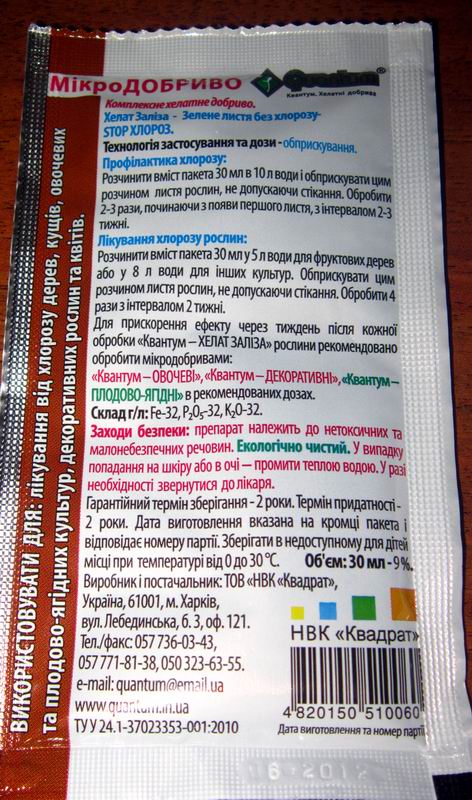 МікроДОБРИВО
Quantum
Квантум. Хелатні добрива
Комплексне хелатне добриво.
Хелат Заліза - Зелене листя без хлорозу-
STOP ХЛОРОЗ.
Технологія застосування та дози - обприскування.
Профілактика хлорозу:
Розчинити вміст пакета 30 мл в 10 л води і обприскувати цим
розчином листя рослин, не допускаючи стікання. Обробити
2-3 рази, починаючи з появи першого листя, з інтервалом 2-3
тижні.
Лікування хлорозу рослин:
Розчинити вміст пакета 30 мл у 5 л води для фруктових дерев
або у 8 л води для інших культур. Обприскувати цим
розчином листя рослин, не допускаючи стікання. Обробити 4
рази з інтервалом 2 тижні.
Для прискорення ефекту через тиждень після кожної
обробки «Квантум – ХЕЛАТ ЗАЛІЗА» рослини рекомендовано
обробити мікродобривами:
«Квантум – ОВОЧЕВІ», «Квантум – ДЕКОРАТИВНІ», «Квантум –
ПЛОДОВО-ЯГІДНІ» в рекомендованих дозах.
Склад г/л: Fe-32, P₂O₅-32, K₂O-32.
Заходи безпеки: препарат належить до нетоксичних та
малонебезпечних речовин. Екологічно чистий. У випадку
попадання на шкіру або в очі — промити теплою водою. У разі
необхідності звернутися до лікаря.
Гарантійний термін зберігання - 2 роки. Термін придатності -
2 роки. Дата виготовлення вказана на кромці пакета і
відповідає номеру партії. Зберігати в недоступному для дітей
місці при температурі від 0 до 30 °С. Об'єм: 30 мл - 9%.
Виробник і постачальник: ТОВ «НВК «Квадрат»,
Україна, 61001, м. Харків,
вул. Лебединська, б. 3, оф. 121.
Тел./факс: 057 736-03-43,
057 771-81-38, 050 323-63-55.
e-mail: quantum@email.ua
www.quantum.in.ua
ТУ У 24.1-37023353-001:2010
НВК «Квадрат»
4 820150 510060
Дата виготовлення та номер партії
06 2012
ВИКОРИСТОВУВАТИ ДЛЯ: лікування від хлорозу дерев, кущів, овочевих
та плодово-ягідних культур, декоративних рослин та квітів.